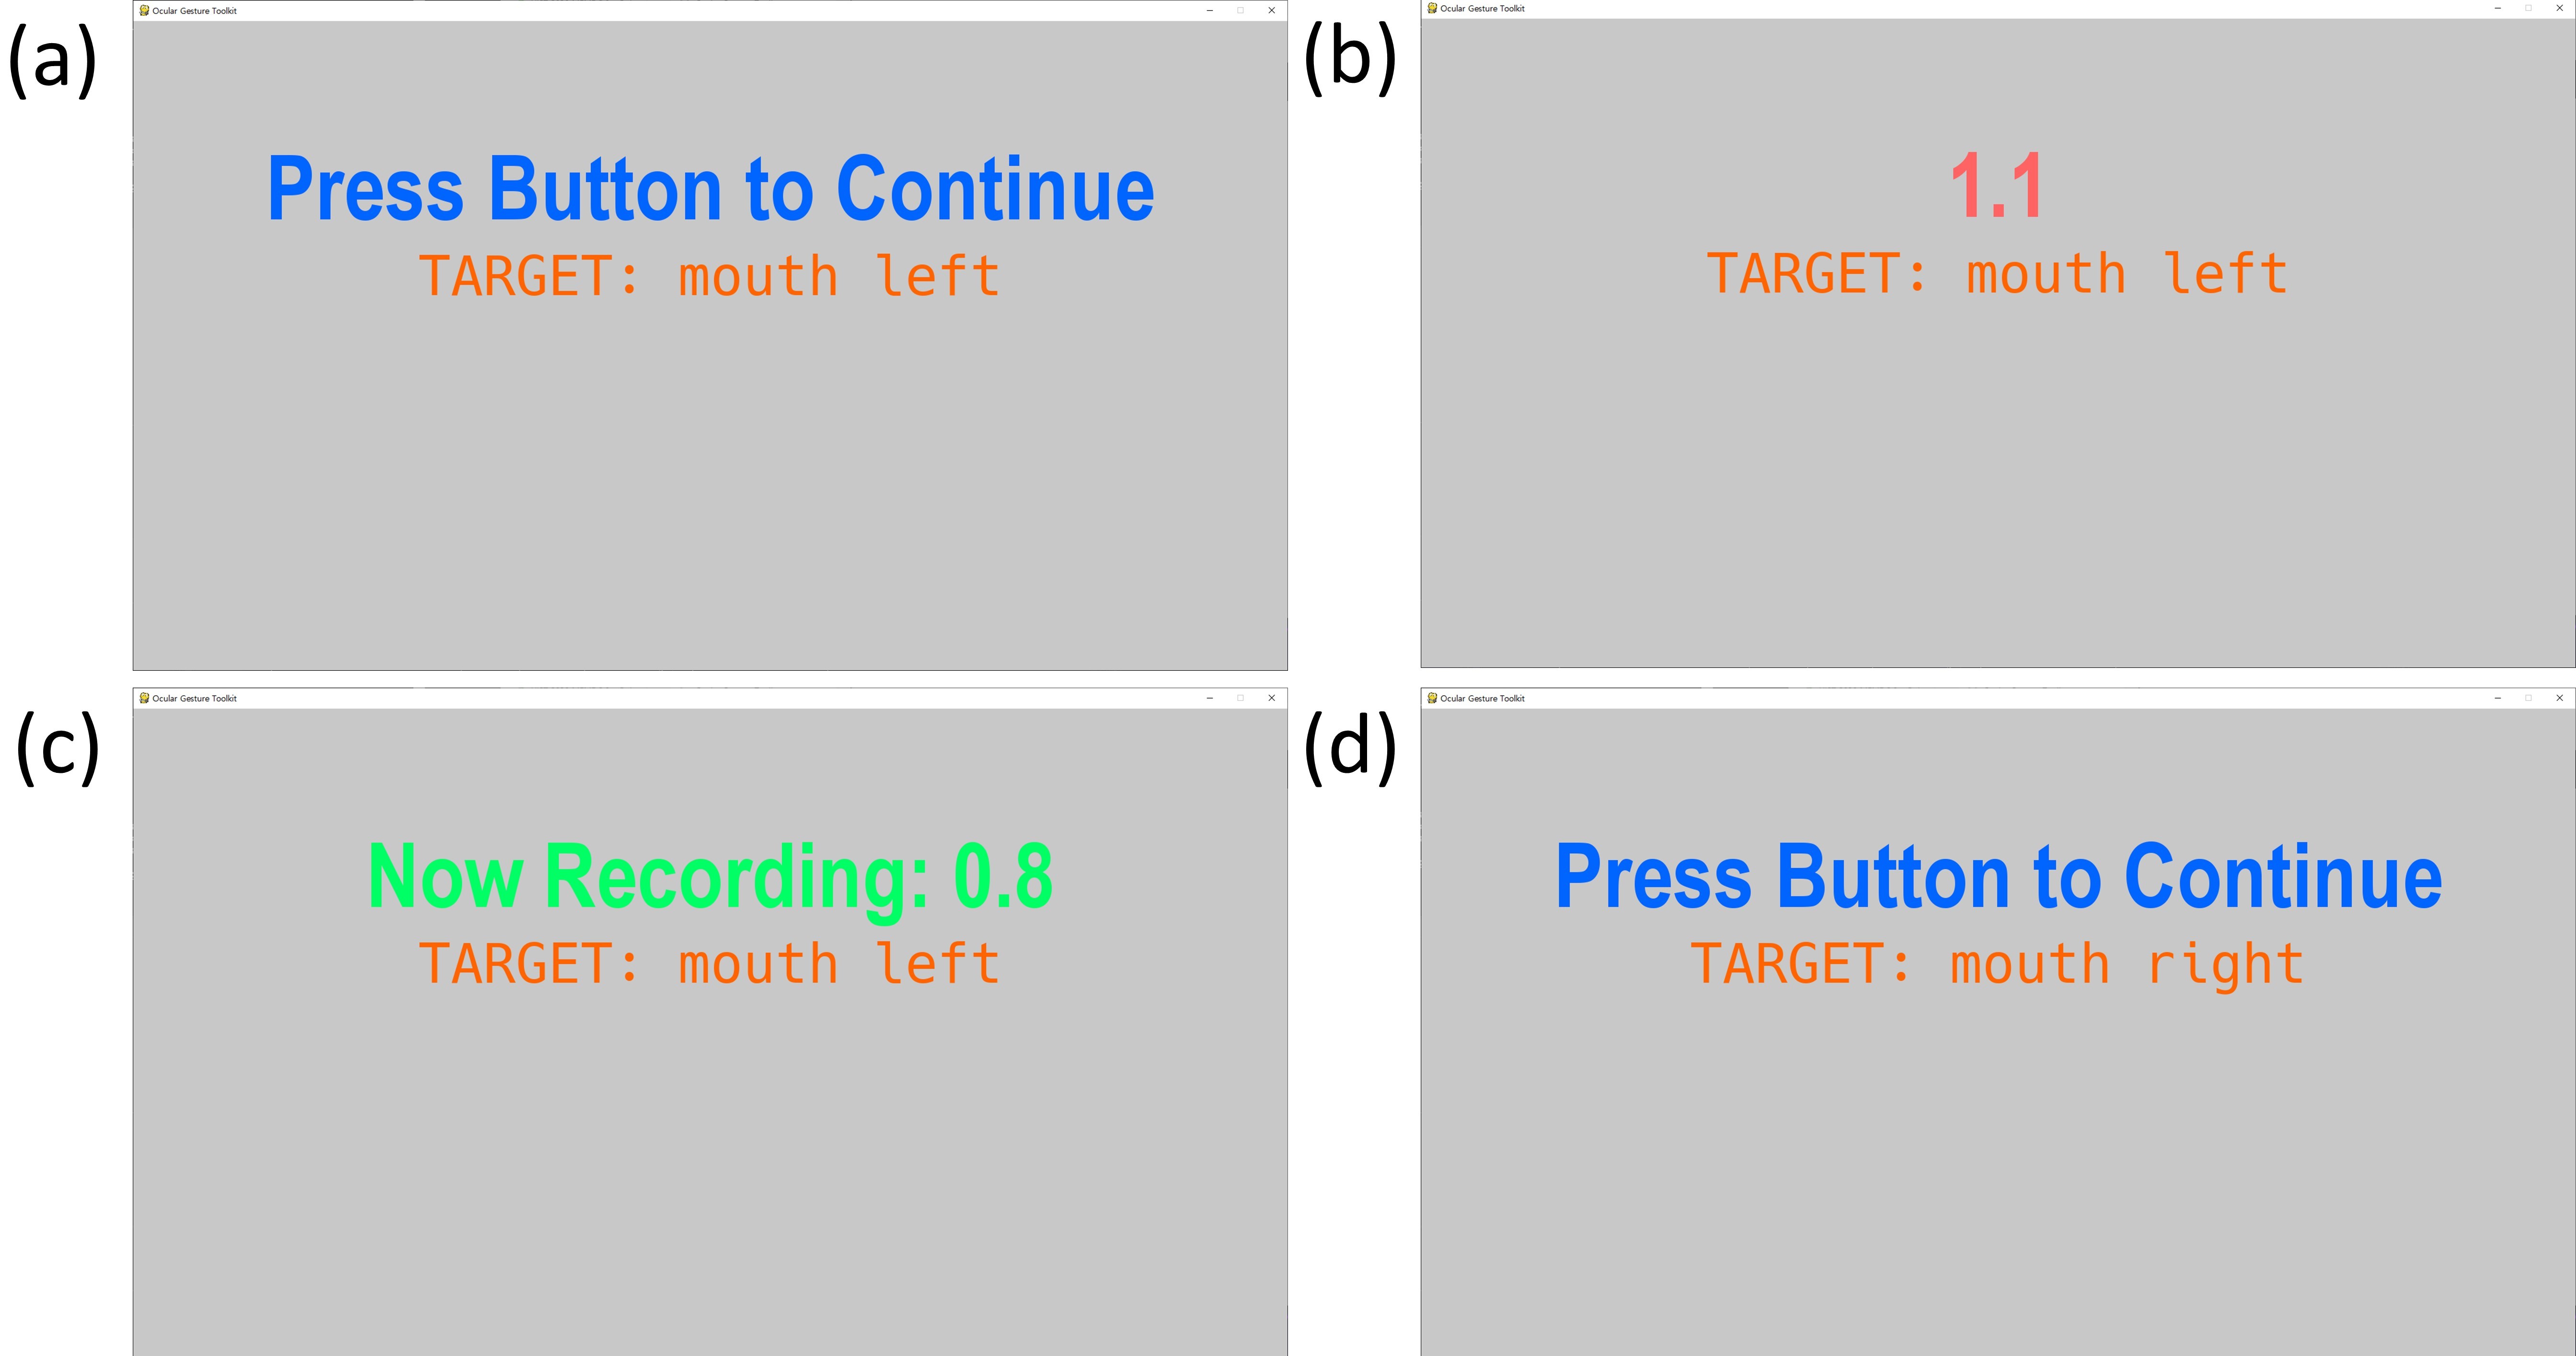 (a)
Ocular Gesture Toolkit
Press Button to Continue
TARGET: mouth left
(b)
Ocular Gesture Toolkit
1.1
TARGET: mouth left
(c)
Ocular Gesture Toolkit
Now Recording: 0.8
TARGET: mouth left
(d)
Ocular Gesture Toolkit
Press Button to Continue
TARGET: mouth right